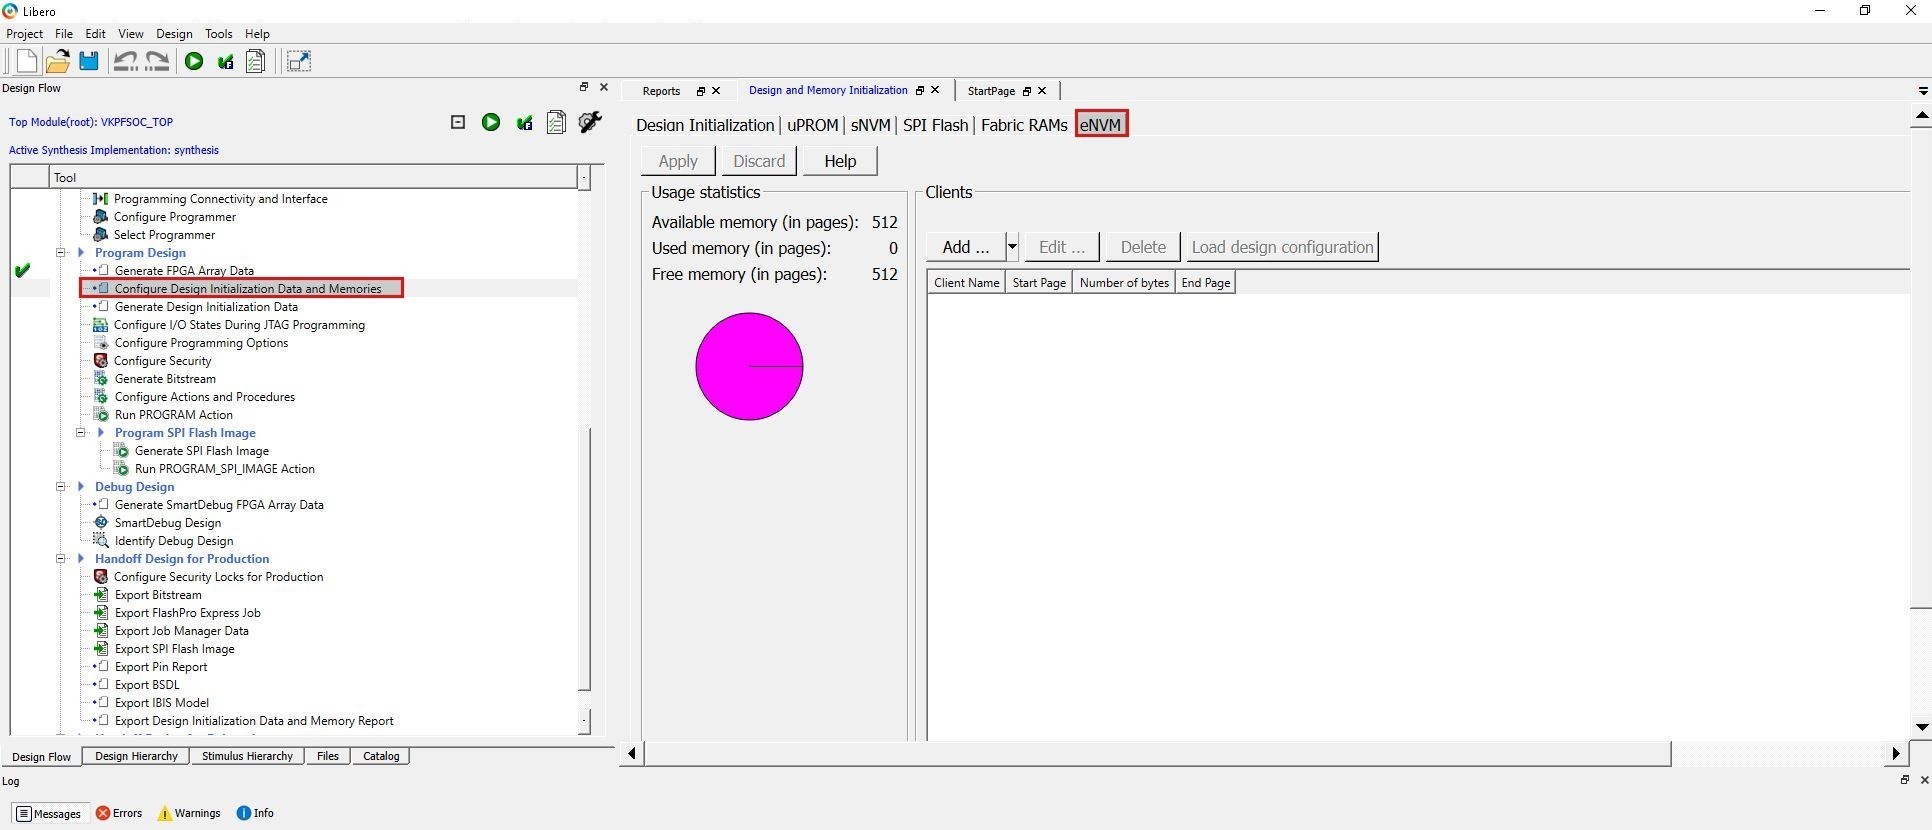 Libero
Project File Edit View Design Tools Help
Design Flow
Top Module(root): VKPFSOC_TOP
Active Synthesis Implementation: synthesis
Tool
Programming Connectivity and Interface
Configure Programmer
Select Programmer
Program Design
Generate FPGA Array Data
Configure Design Initialization Data and Memories
Generate Design Initialization Data
Configure I/O States During JTAG Programming
Configure Programming Options
Configure Security
Generate Bitstream
Configure Actions and Procedures
Run PROGRAM Action
Program SPI Flash Image
Generate SPI Flash Image
Run PROGRAM_SPI_IMAGE Action
Debug Design
Generate SmartDebug FPGA Array Data
SmartDebug Design
Identify Debug Design
Handoff Design for Production
Configure Security Locks for Production
Export Bitstream
Export FlashPro Express Job
Export Job Manager Data
Export SPI Flash Image
Export Pin Report
Export BSDL
Export IBIS Model
Export Design Initialization Data and Memory Report
Design Flow Design Hierarchy Stimulus Hierarchy Files Catalog
Reports Design and Memory Initialization StartPage
Design Initialization uPROM sNVM SPI Flash Fabric RAMs eNVM
Apply Discard Help
Usage statistics
Available memory (in pages): 512
Used memory (in pages): 0
Free memory (in pages): 512
Clients
Add ... Edit ... Delete Load design configuration
Client Name Start Page Number of bytes End Page
Log
Messages Errors Warnings Info